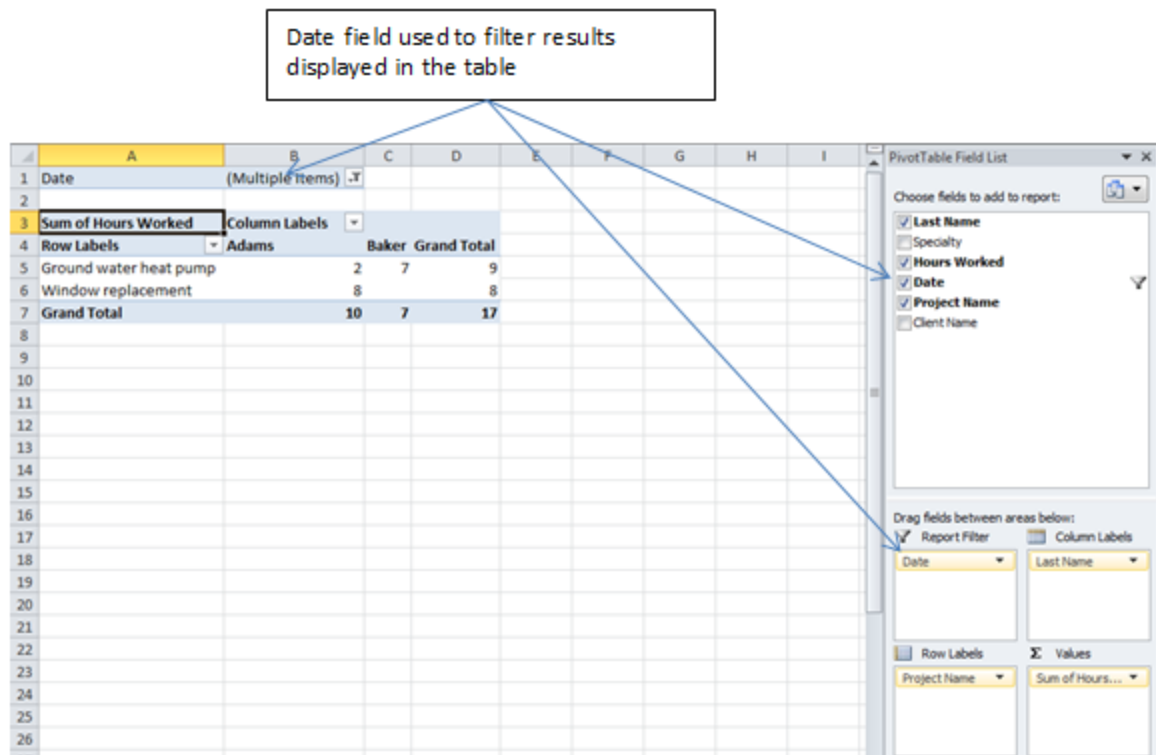 Date field used to filter results
displayed in the table
A B C D E F G H I
PivotTable Field List
1 Date (Multiple Items)
Choose fields to add to report:
2
3 Sum of Hours Worked Column Labels
4 Row Labels Adams Baker Grand Total
5 Ground water heat pump 2 7 9
6 Window replacement 8 8
7 Grand Total 10 7 17
8
9
10
11
12
13
14
15
16
17
18
19
20
21
22
23
24
25
26
Last Name
Specialty
Hours Worked
Date
Project Name
Client Name
Drag fields between areas below:
Report Filter Column Labels
Date Last Name
Row Labels Σ Values
Project Name Sum of Hours...